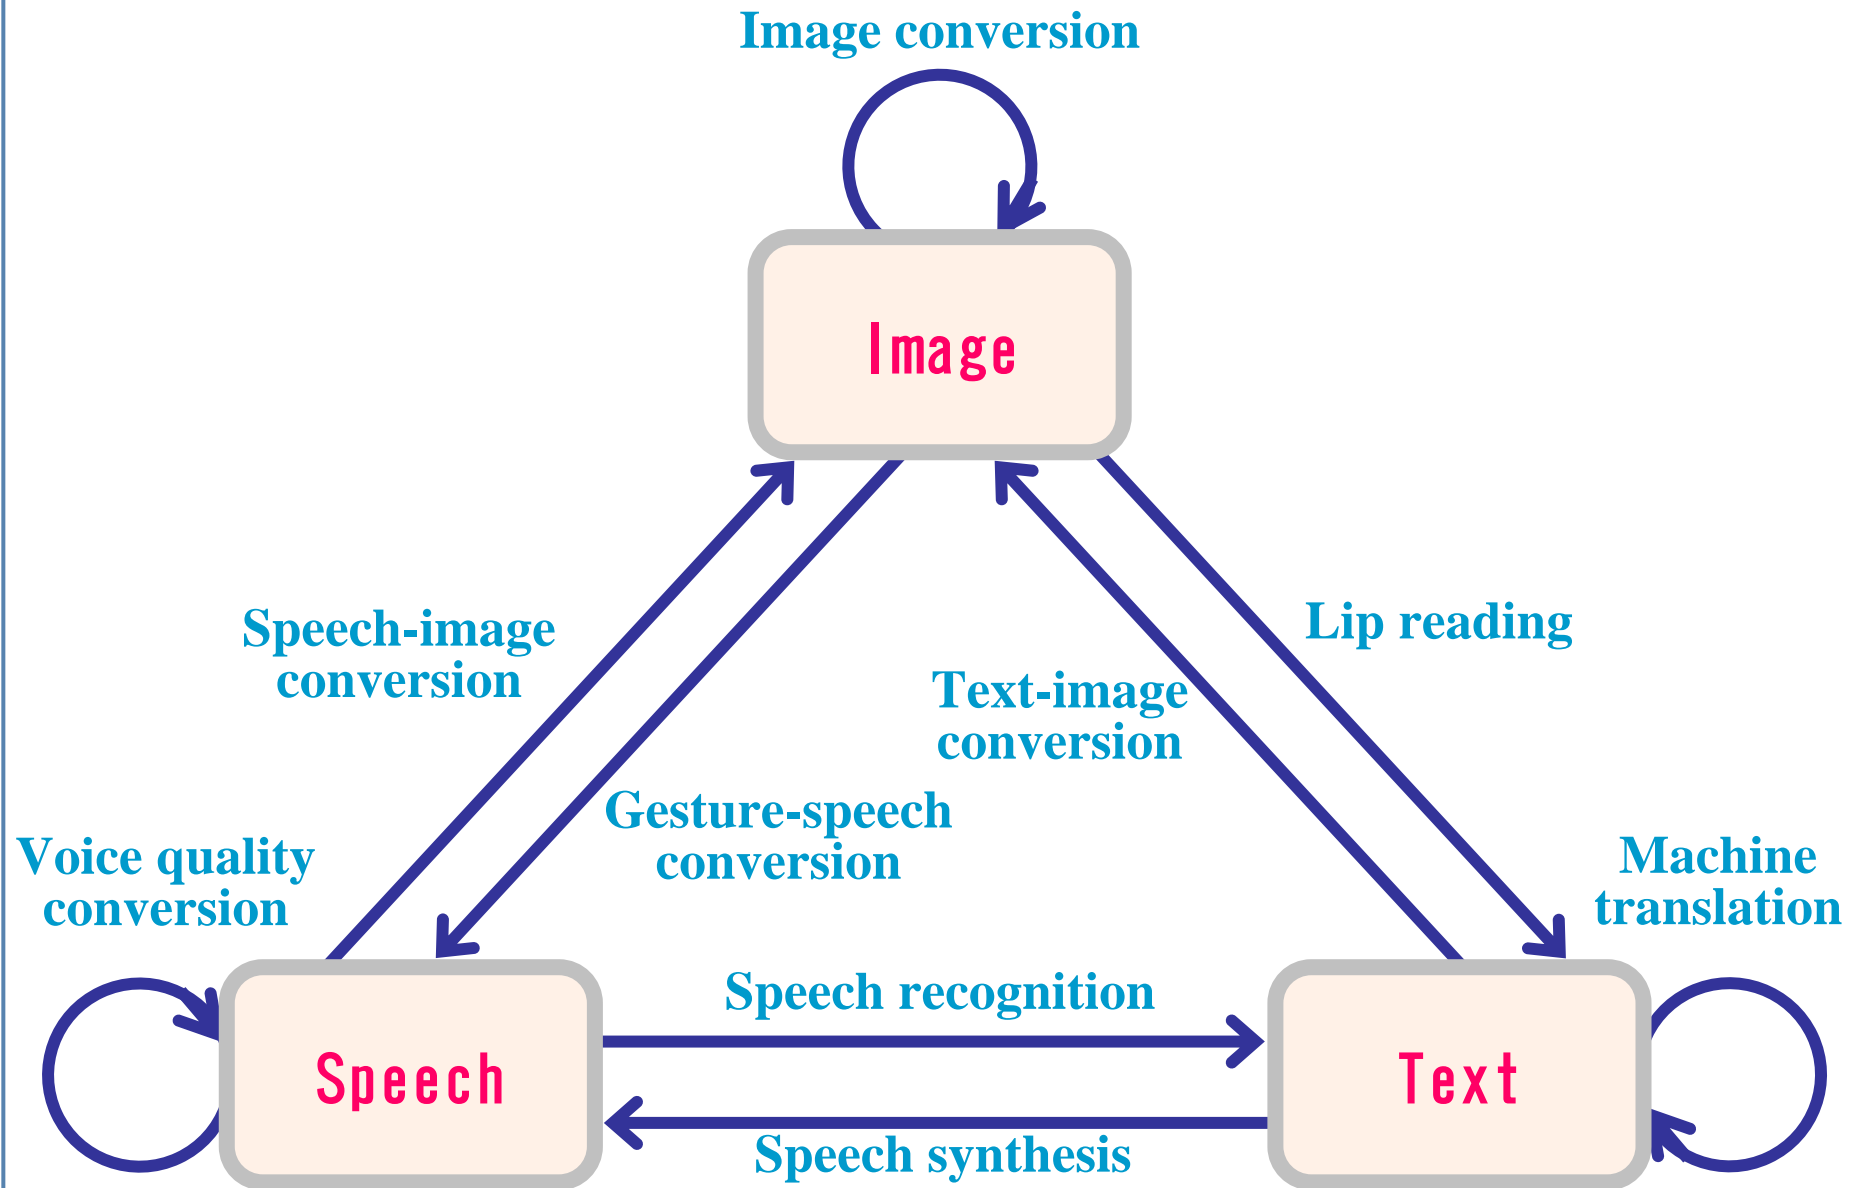 Image conversion
Image
Speech-image
conversion
Lip reading
Text-image
conversion
Gesture-speech
conversion
Voice quality
conversion
Machine
translation
Speech recognition
Speech
Text
Speech synthesis